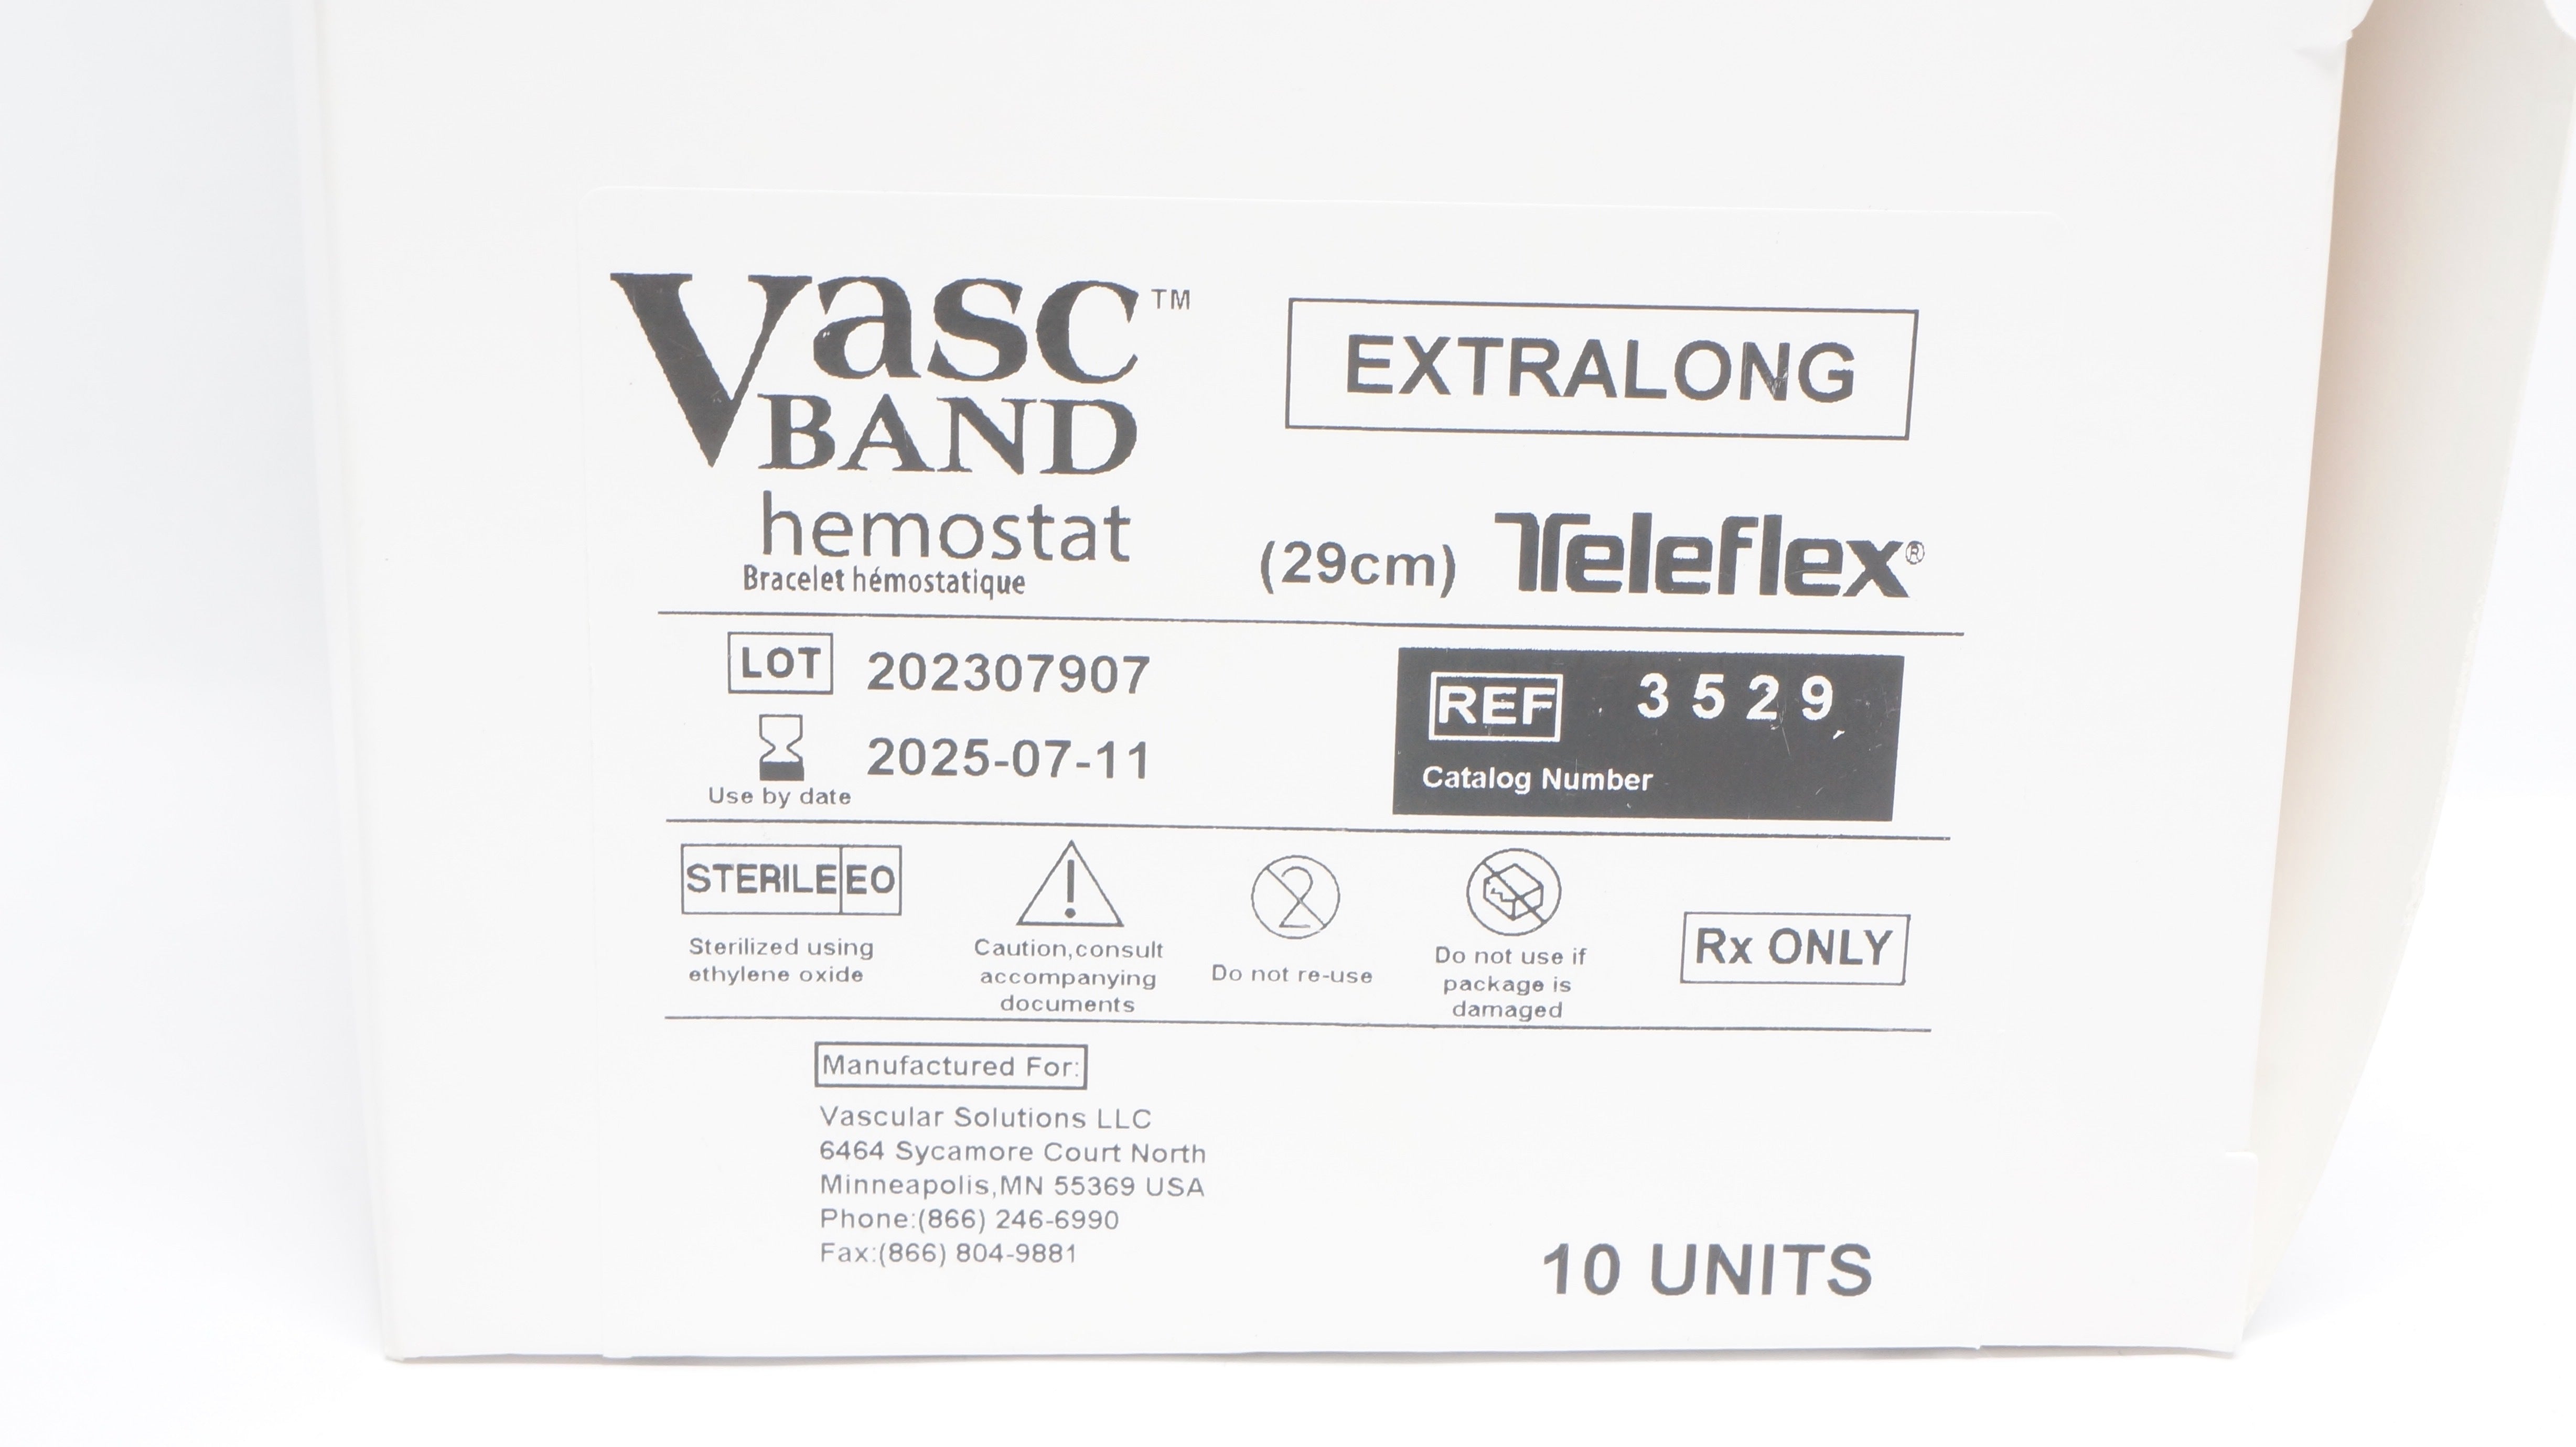 Vasc™
BAND
hemostat
Bracelet hémostatique
EXTRALONG
(29cm) Teleflex®
LOT 202307907
2025-07-11
Use by date
REF 3529
Catalog Number
STERILE EO
Sterilized using
ethylene oxide
Caution,consult
accompanying
documents
2
Do not re-use
Do not use if
package is
damaged
Rx ONLY
Manufactured For:
Vascular Solutions LLC
6464 Sycamore Court North
Minneapolis,MN 55369 USA
Phone:(866) 246-6990
Fax:(866) 804-9881
10 UNITS